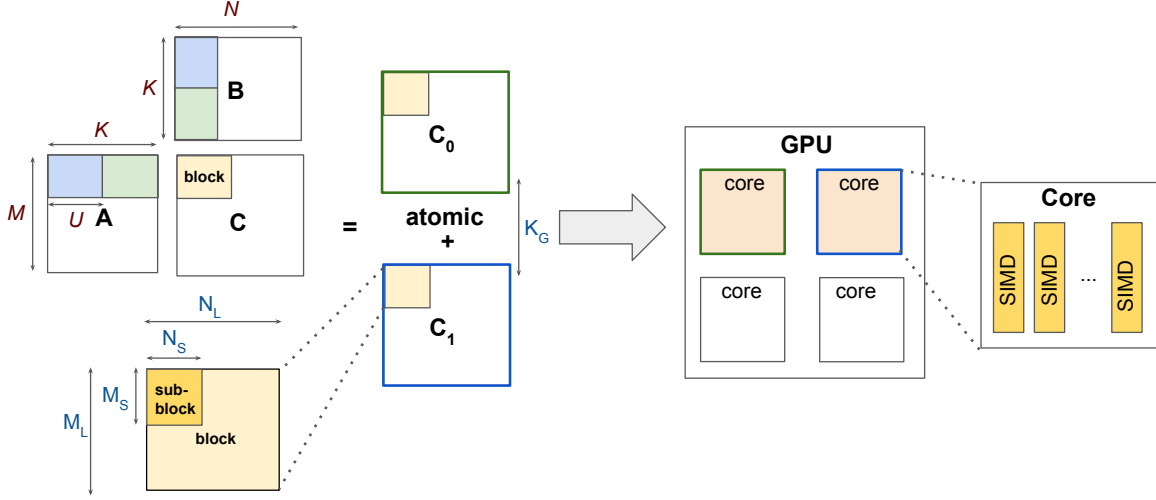 N
K
B
K
M
U
A
block
C
=
C0
atomic
+
KG
C1
NL
NS
MS
ML
sub-
block
block
GPU
core
core
core
core
Core
SIMD
SIMD
...
SIMD